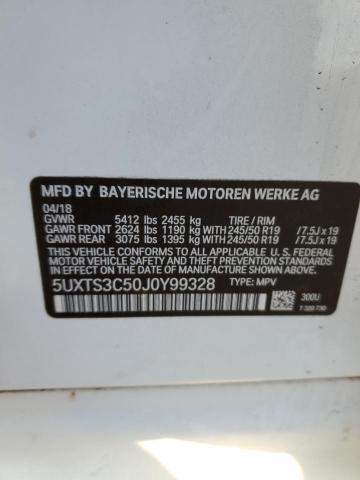 MFD BY BAYERISCHE MOTOREN WERKE AG
04/18
GVWR 5412 lbs 2455 kg TIRE / RIM
GAWR FRONT 2624 lbs 1190 kg WITH 245/50 R19 /7.5J x 19
GAWR REAR 3075 lbs 1395 kg WITH 245/50 R19 /7.5J x 19
THIS VEHICLE CONFORMS TO ALL APPLICABLE U. S. FEDERAL
MOTOR VEHICLE SAFETY STANDARDS IN EFFECT
ON THE DATE OF MANUFACTURE SHOWN ABOVE.
5UXTS3C50J0Y99328 TYPE: MPV
300U